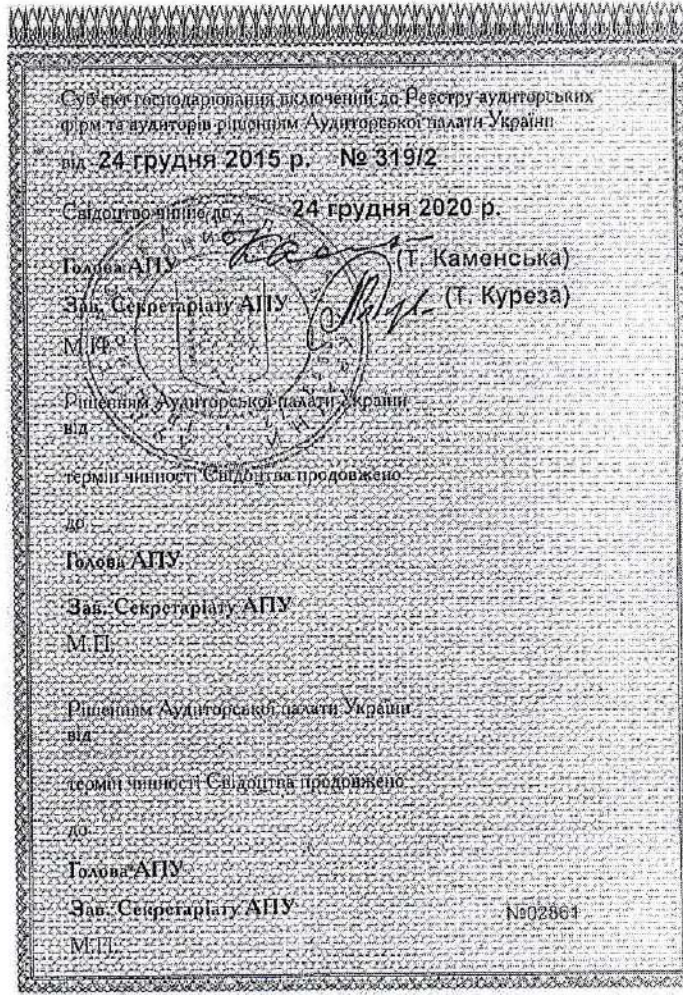 Суб'єкт господарювання включений до Реєстру аудиторських
фірм та аудиторів рішенням Аудиторської палати України
від 24 грудня 2015 р. № 319/2
Свідоцтво чинне до 24 грудня 2020 р.
Голова АПУ (Т. Каменська)
Зав. Секретаріату АПУ (Т. Куреза)
М.П.
Рішенням Аудиторської палати України
від
термін чинності Свідоцтва продовжено
до
Голова АПУ
Зав. Секретаріату АПУ
М.П.
Рішенням Аудиторської палати України
від
термін чинності Свідоцтва продовжено
до
Голова АПУ
Зав. Секретаріату АПУ
М.П.
№02861